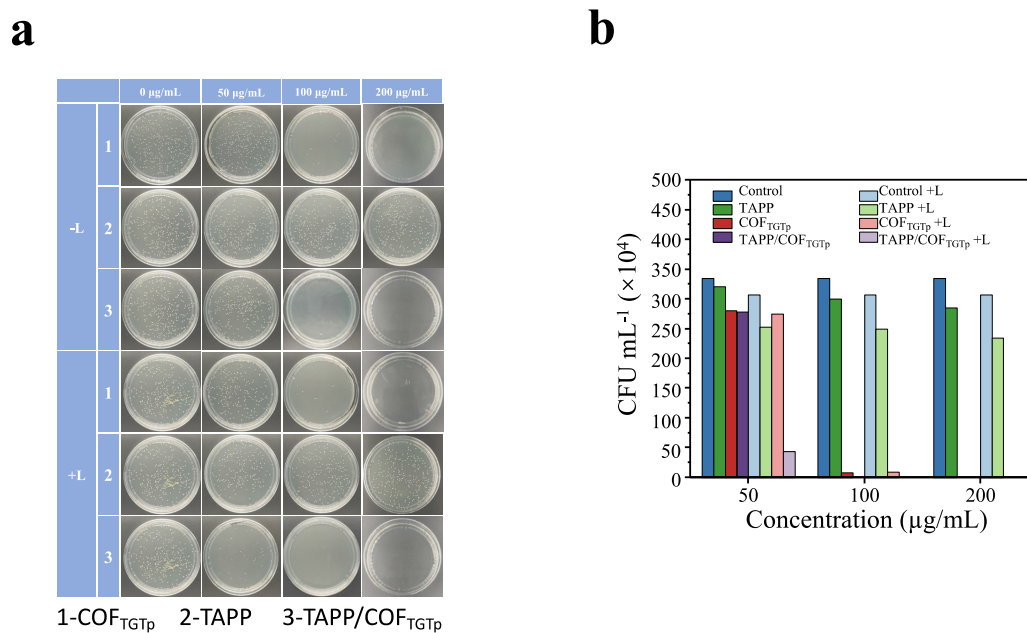 a
0 µg/mL 50 µg/mL 100 µg/mL 200 µg/mL
-L
1
2
3
+L
1
2
3
1-COFTGTp 2-TAPP 3-TAPP/COFTGTp
b
CFU mL-1 (×104)
500
450
400
350
300
250
200
150
100
50
0
Control Control +L
TAPP TAPP +L
COFTGTp COFTGTp +L
TAPP/COFTGTp TAPP/COFTGTp +L
50 100 200
Concentration (µg/mL)